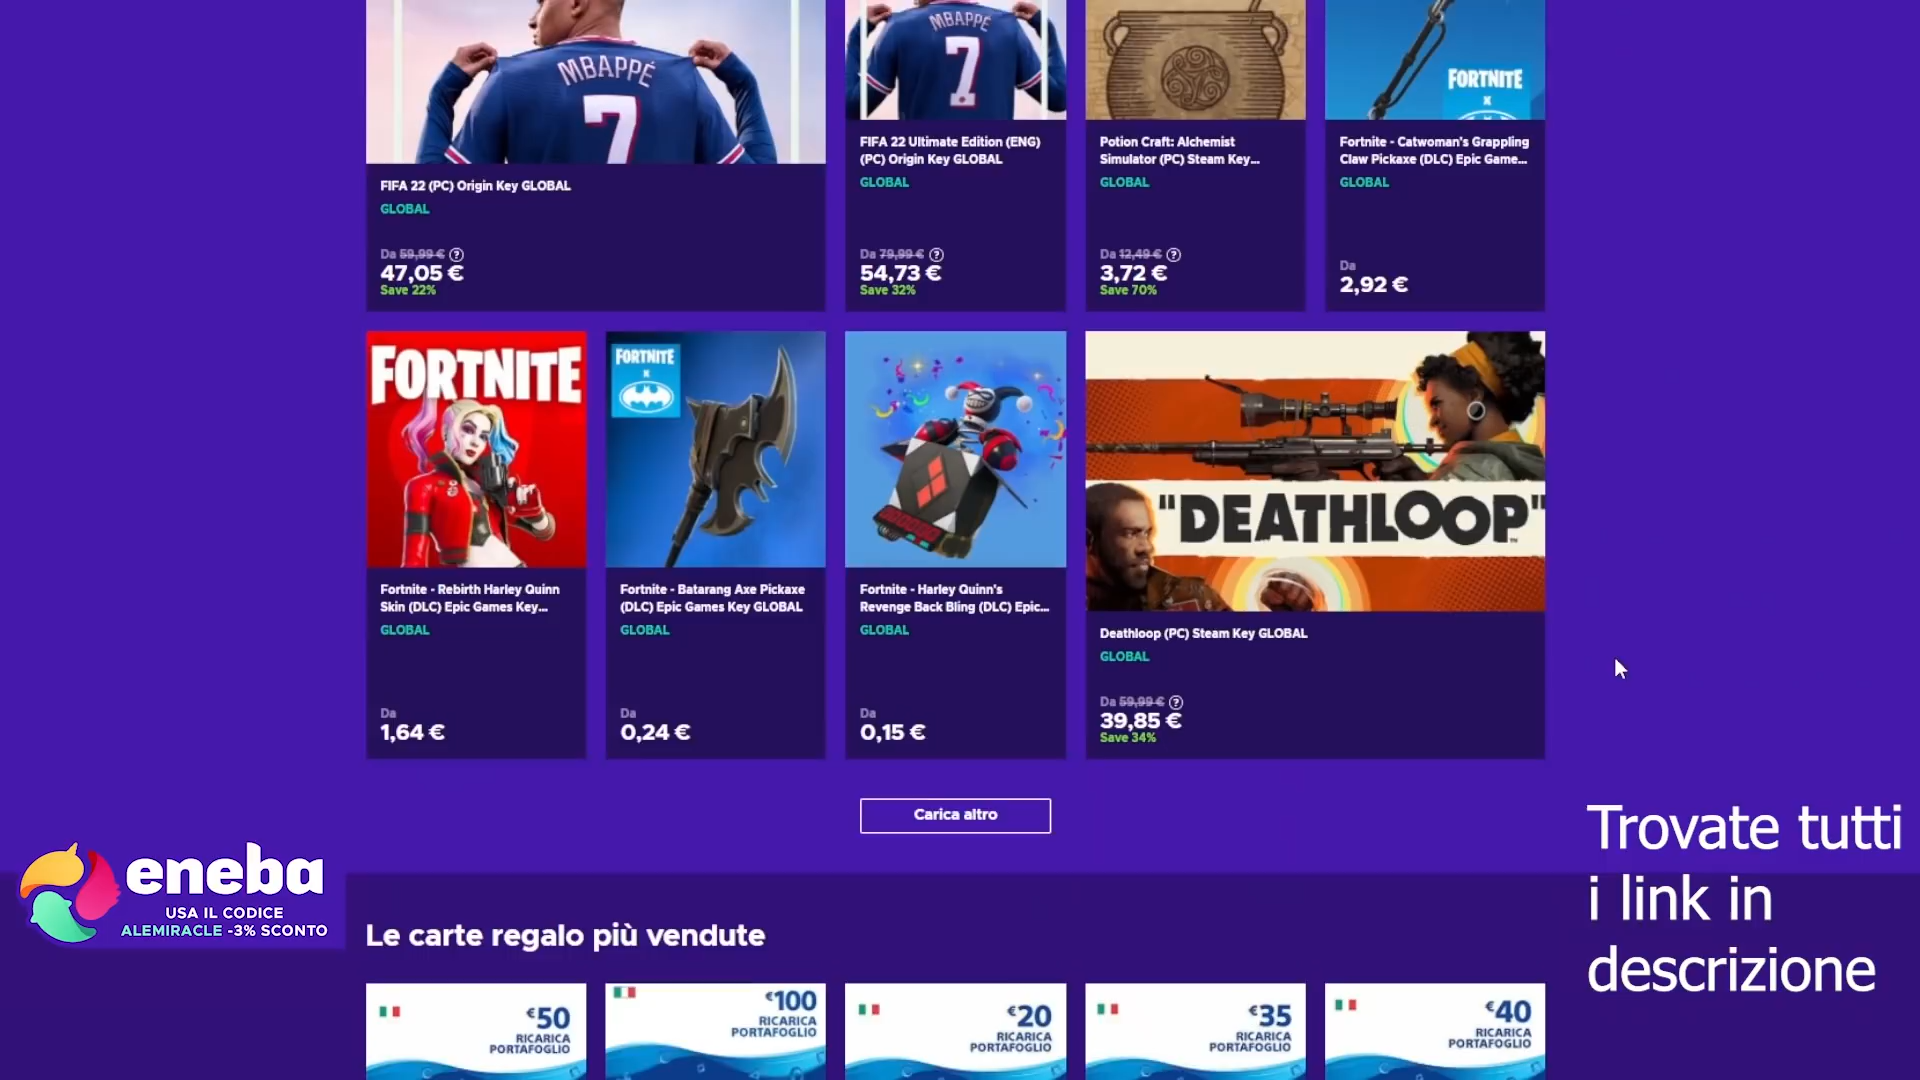 MBAPPÉ
7
MBAPPÉ
7
FORTNITE
X
FIFA 22 (PC) Origin Key GLOBAL
GLOBAL
Da 59,99 € ?
47,05 €
Save 22%
FIFA 22 Ultimate Edition (ENG)
(PC) Origin Key GLOBAL
GLOBAL
Da 79,99 € ?
54,73 €
Save 32%
Potion Craft: Alchemist
Simulator (PC) Steam Key...
GLOBAL
Da 12,49 € ?
3,72 €
Save 70%
Fortnite - Catwoman's Grappling
Claw Pickaxe (DLC) Epic Game...
GLOBAL
Da
2,92 €
FORTNITE
Fortnite - Rebirth Harley Quinn
Skin (DLC) Epic Games Key...
GLOBAL
Da
1,64 €
FORTNITE
X
Fortnite - Batarang Axe Pickaxe
(DLC) Epic Games Key GLOBAL
GLOBAL
Da
0,24 €
Fortnite - Harley Quinn's
Revenge Back Bling (DLC) Epic...
GLOBAL
Da
0,15 €
"DEATHLOOP"
Deathloop (PC) Steam Key GLOBAL
GLOBAL
Da 59,99 € ?
39,85 €
Save 34%
Carica altro
eneba
USA IL CODICE
ALEMIRACLE -3% SCONTO
Trovate tutti
i link in
descrizione
Le carte regalo più vendute
€50
RICARICA
PORTAFOGLIO
€100
RICARICA
PORTAFOGLIO
€20
RICARICA
PORTAFOGLIO
€35
RICARICA
PORTAFOGLIO
€40
RICARICA
PORTAFOGLIO